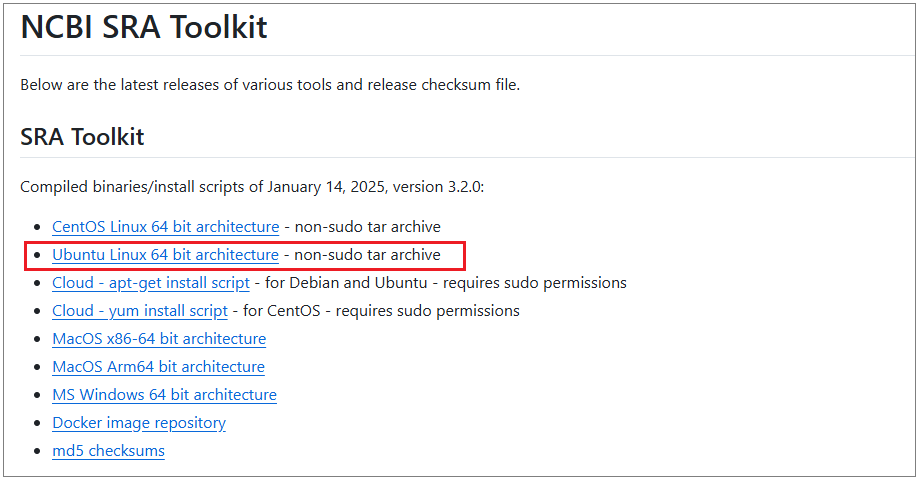 NCBI SRA Toolkit
Below are the latest releases of various tools and release checksum file.
SRA Toolkit
Compiled binaries/install scripts of January 14, 2025, version 3.2.0:
• CentOS Linux 64 bit architecture - non-sudo tar archive
• Ubuntu Linux 64 bit architecture - non-sudo tar archive
• Cloud - apt-get install script - for Debian and Ubuntu - requires sudo permissions
• Cloud - yum install script - for CentOS - requires sudo permissions
• MacOS x86-64 bit architecture
• MacOS Arm64 bit architecture
• MS Windows 64 bit architecture
• Docker image repository
• md5 checksums